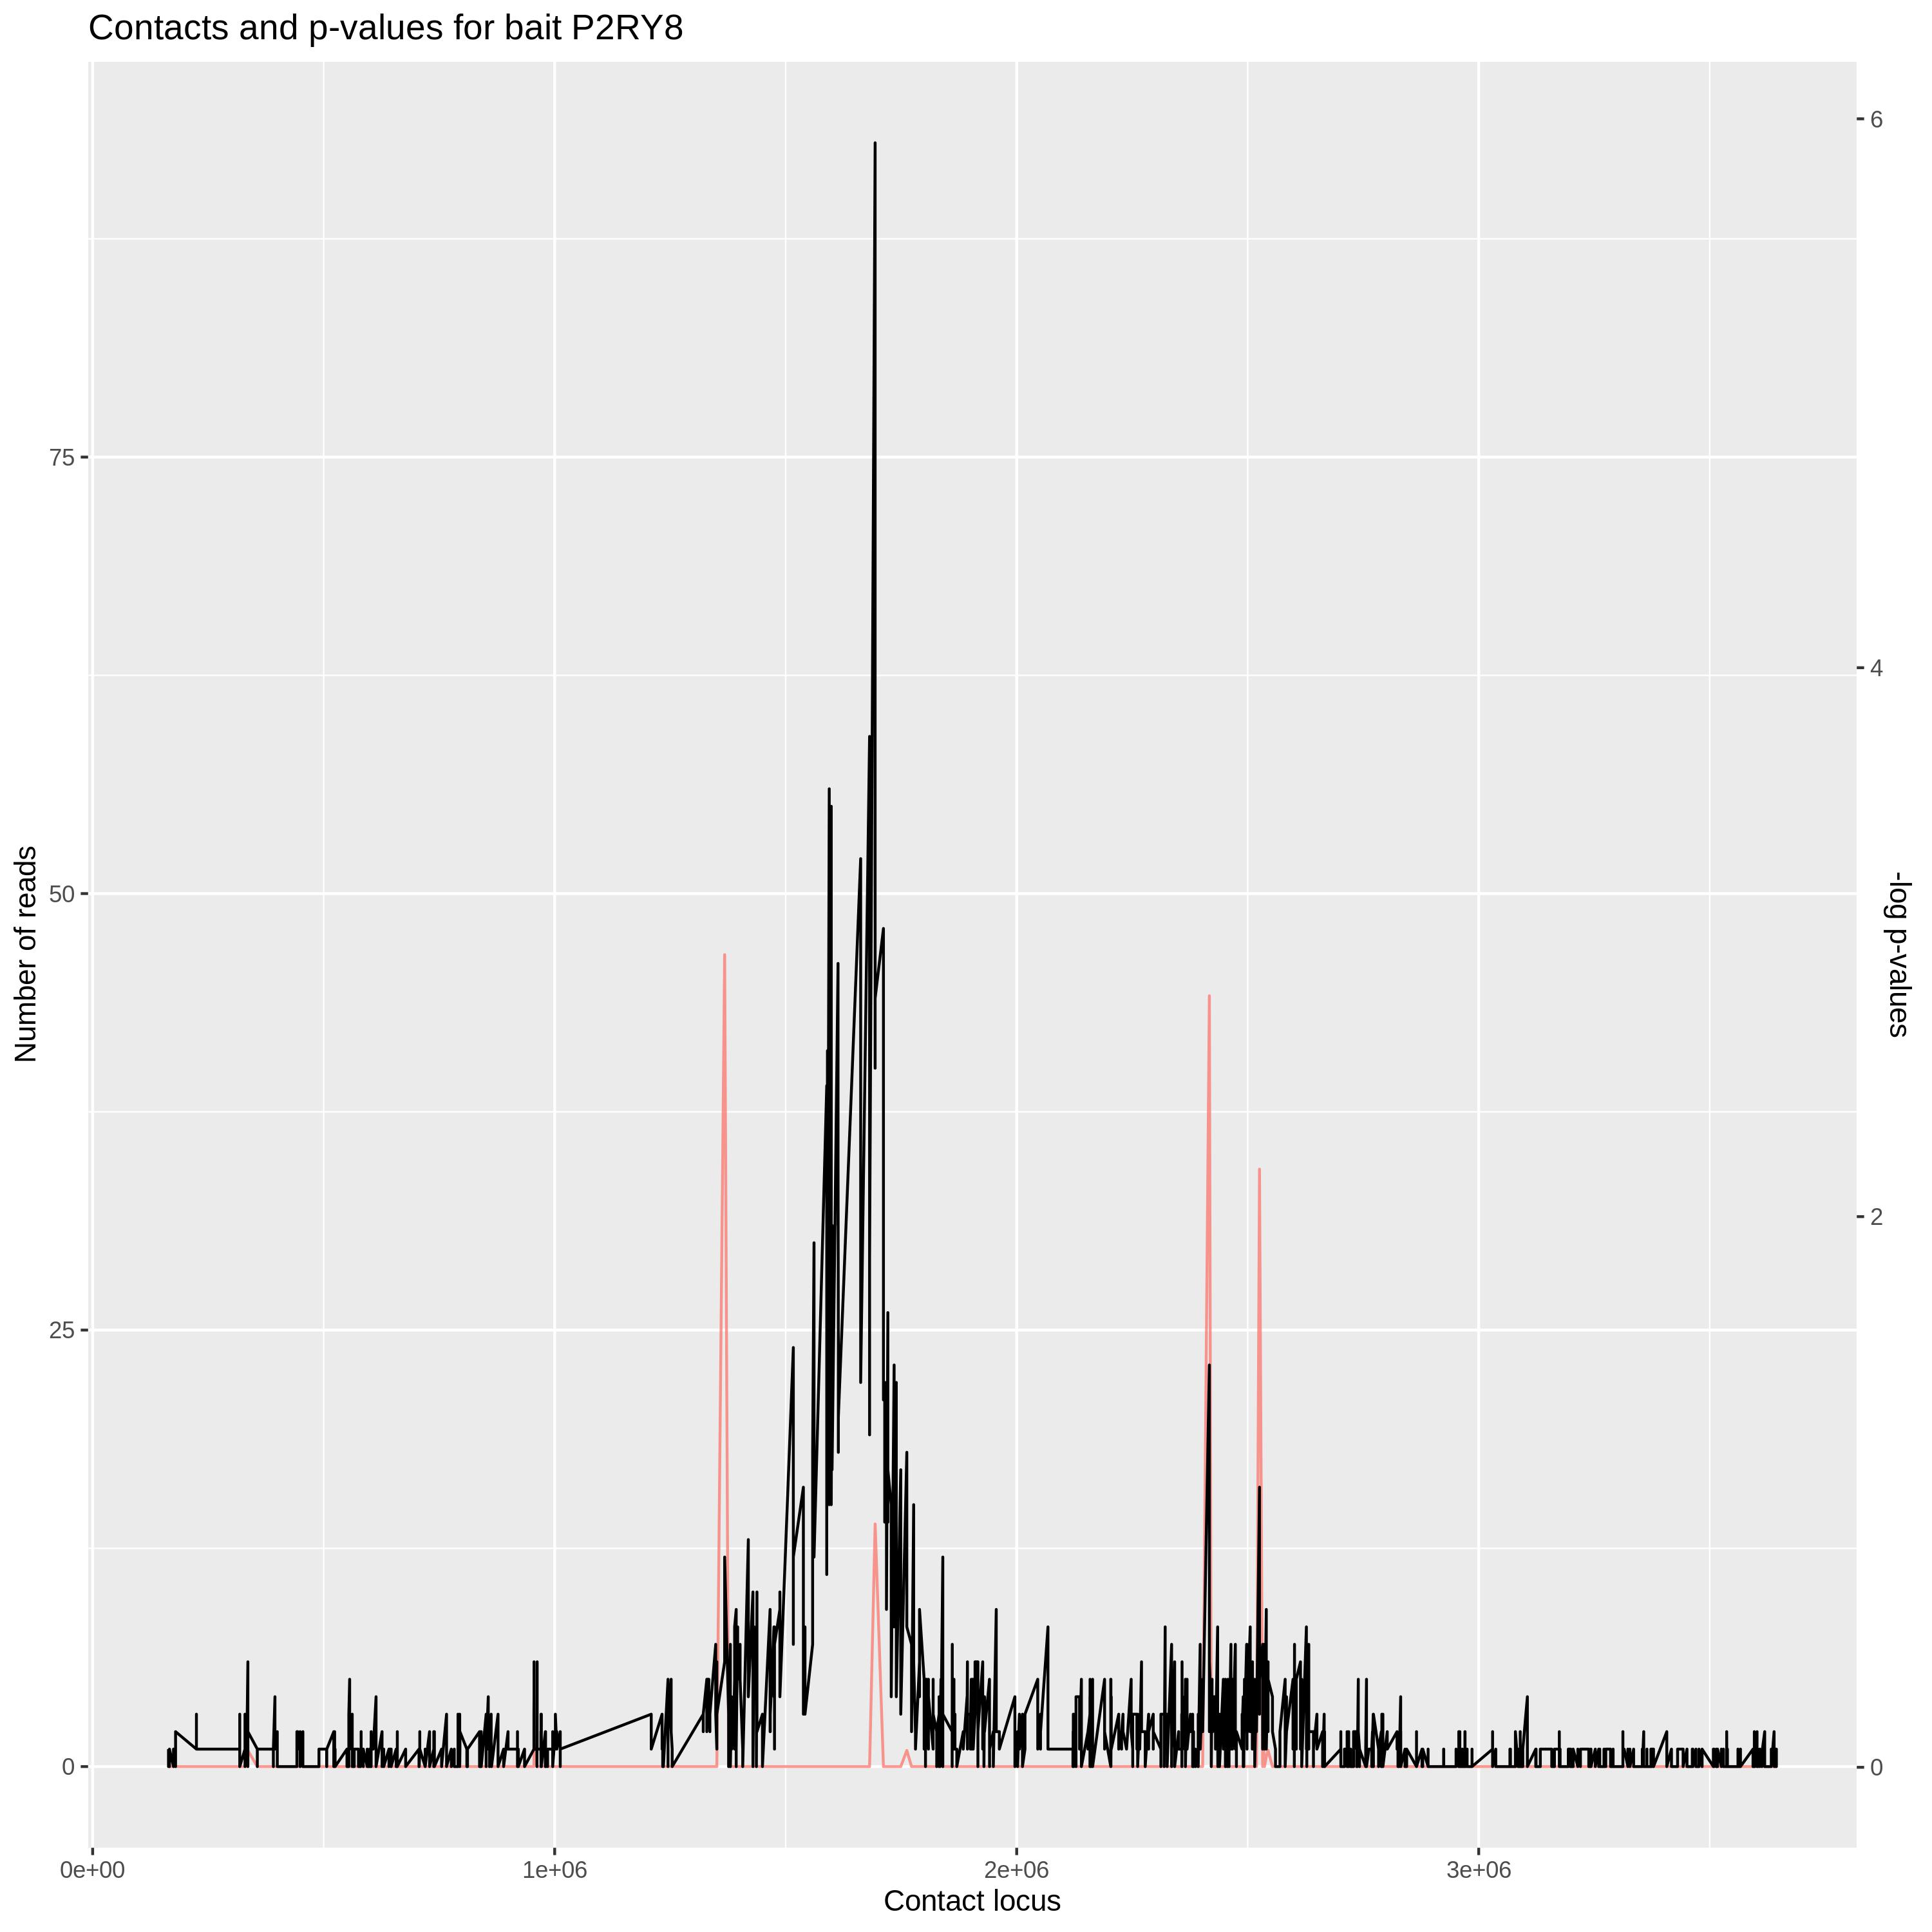 Contacts and p-values for bait P2RY8
Number of reads
75
50
25
0
6
4
2
0
-log p-values
0e+00 1e+06 2e+06 3e+06
Contact locus